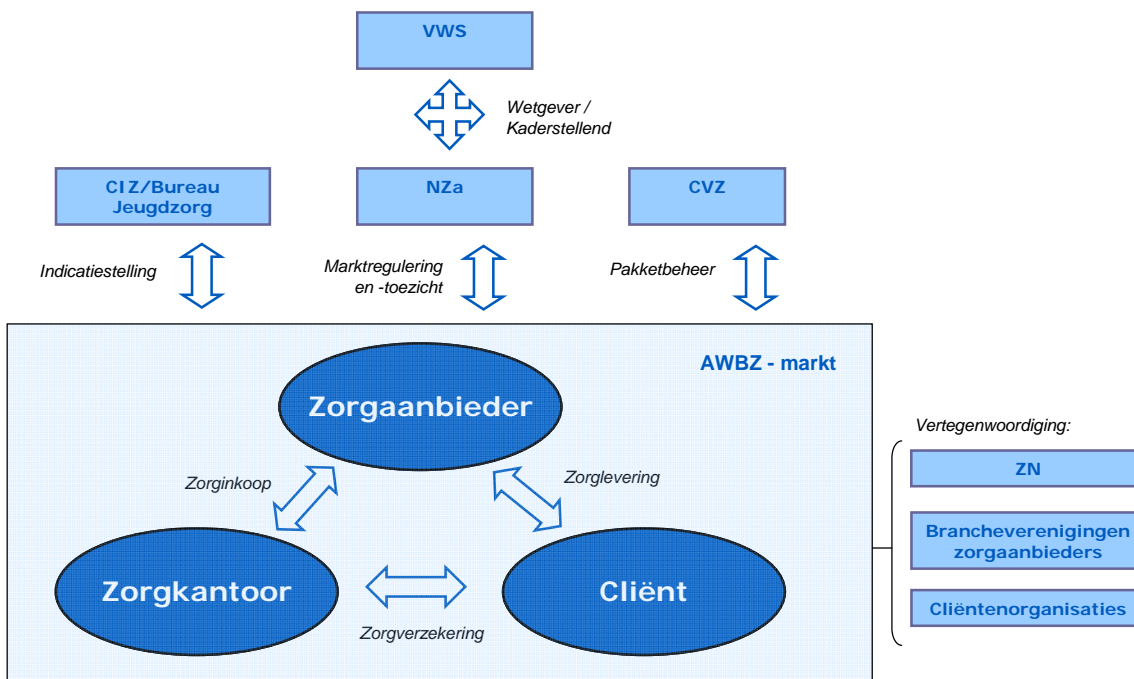 VWS
Wetgever /
Kaderstellend
CIZ/Bureau
Jeugdzorg
NZa
CVZ
Indicatiestelling
Marktregulering
en -toezicht
Pakketbeheer
AWBZ - markt
Zorgaanbieder
Zorginkoop
Zorglevering
Zorgkantoor
Cliënt
Zorgverzekering
Vertegenwoordiging:
ZN
Brancheverenigingen
zorgaanbieders
Cliëntenorganisaties